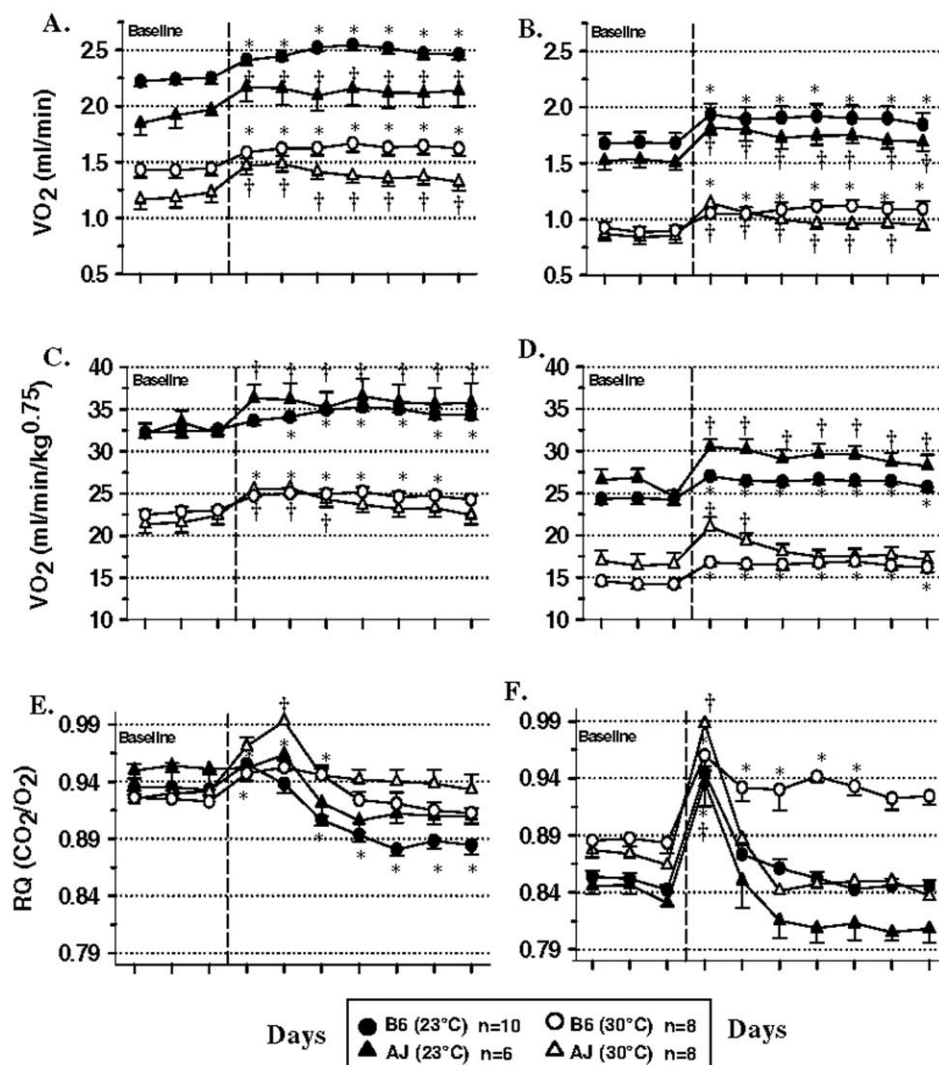 A.
Baseline
2.5
2.0
1.5
1.0
0.5
VO2 (ml/min)
* * * * * * *
‡ ‡ ‡ ‡ ‡ ‡ ‡
* * * * * * *
† † † † † † †
B.
Baseline
2.5
2.0
1.5
1.0
0.5
* * * * * * *
† † † † † † †
* * * * * * *
† † † † † †
C.
Baseline
40
35
30
25
20
15
10
VO2 (ml/min/kg0.75)
† ‡ † † † † †
* * * * * *
* * * * * *
† † †
D.
Baseline
40
35
30
25
20
15
10
† † † † † † †
* * * * * * *
† †
* * * * * * *
E.
Baseline
0.99
0.94
0.89
0.84
0.79
RQ (CO2/O2)
‡
* * *
* * * * * *
F.
Baseline
0.99
0.94
0.89
0.84
0.79
†
* * * * *
*
‡
Days
B6 (23°C) n=10 B6 (30°C) n=8
AJ (23°C) n=6 AJ (30°C) n=8
Days